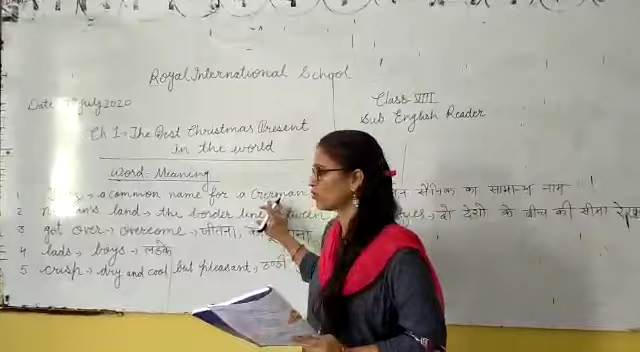 Royal International School
Date July 2020
Class - VIII
Sub English Reader
Ch 1 - The Best Christmas Present
in the world
Word - Meaning
1 a common name for a German सैनिक का सामान्य नाम
2 man's land → the border line between दो देशो के बीच की सीमा
3 got over → overcome → जीतना,
4 lads → boys → लड़के
5 crisp → dry and cool but pleasant, ठण्डी